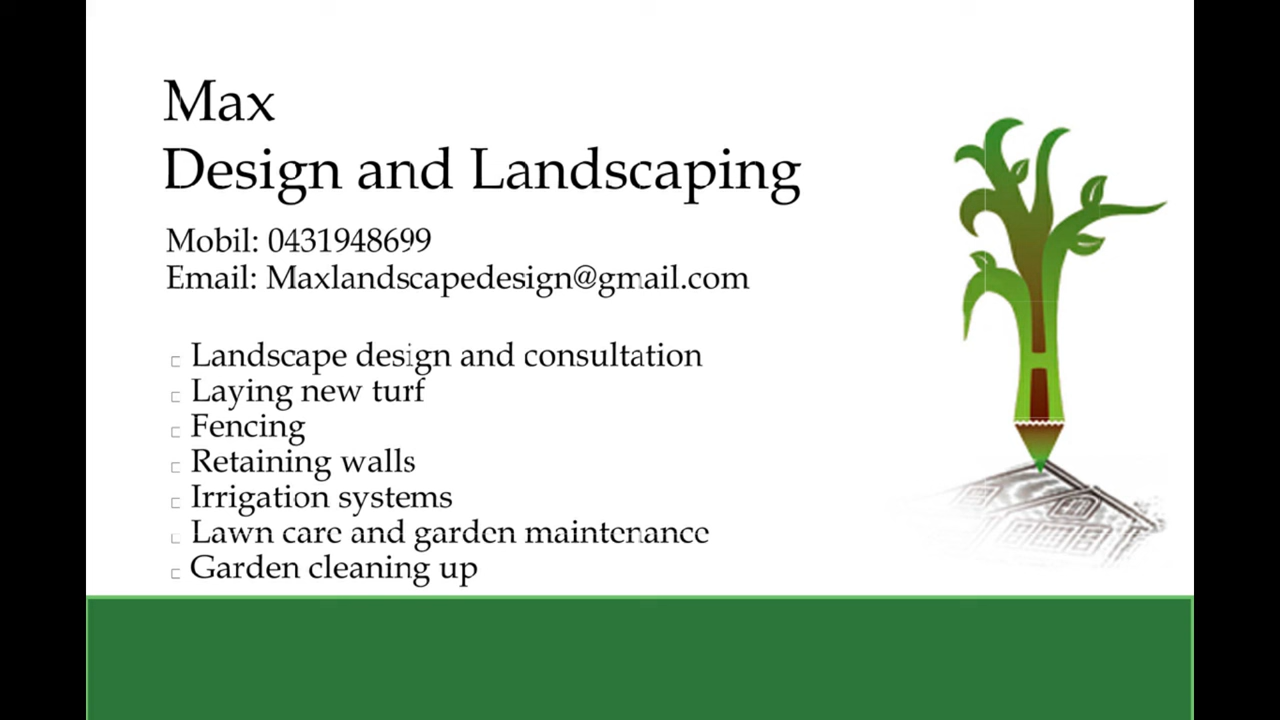 Max
Design and Landscaping
Mobil: 0431948699
Email: Maxlandscapedesign@gmail.com
Landscape design and consultation
Laying new turf
Fencing
Retaining walls
Irrigation systems
Lawn care and garden maintenance
Garden cleaning up